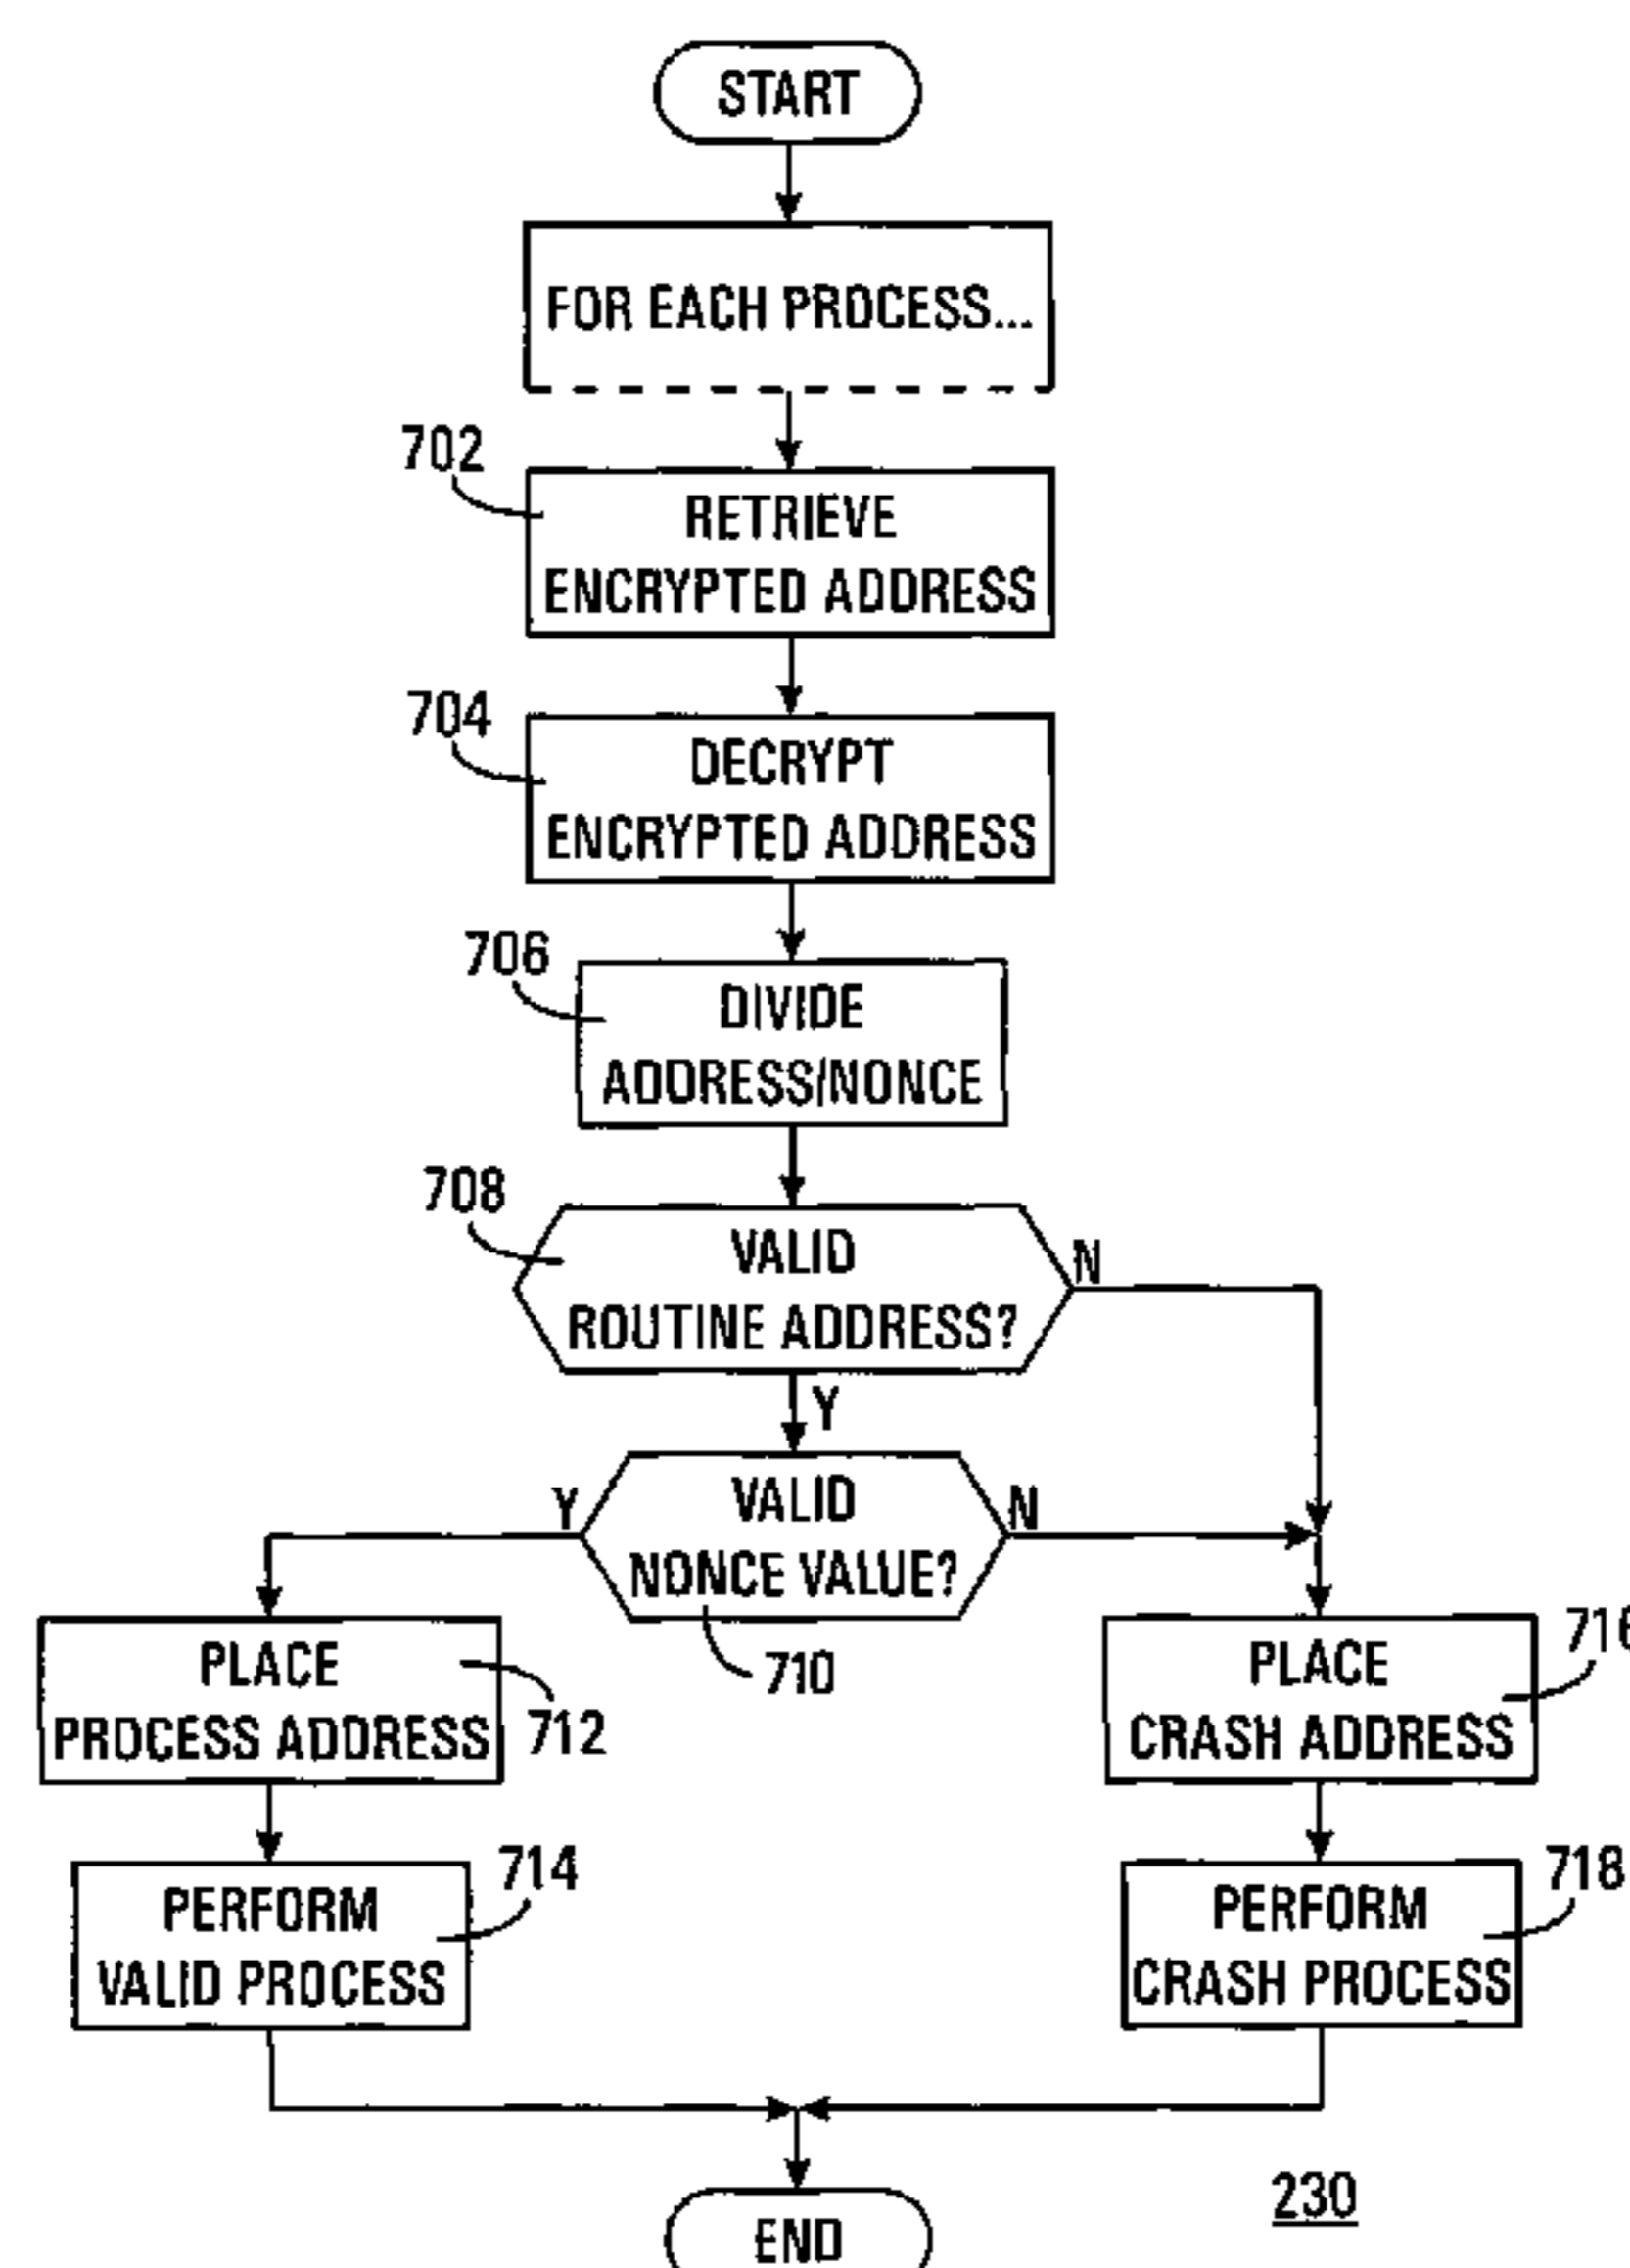 START
FOR EACH PROCESS...
702
RETRIEVE
ENCRYPTED ADDRESS
704
DECRYPT
ENCRYPTED ADDRESS
706
DIVIDE
ADDRESS/NONCE
708
VALID
ROUTINE ADDRESS?
N
Y
VALID
NONCE VALUE?
Y
N
710
PLACE
PROCESS ADDRESS
712
PLACE
CRASH ADDRESS
716
PERFORM
VALID PROCESS
714
PERFORM
CRASH PROCESS
718
END
230